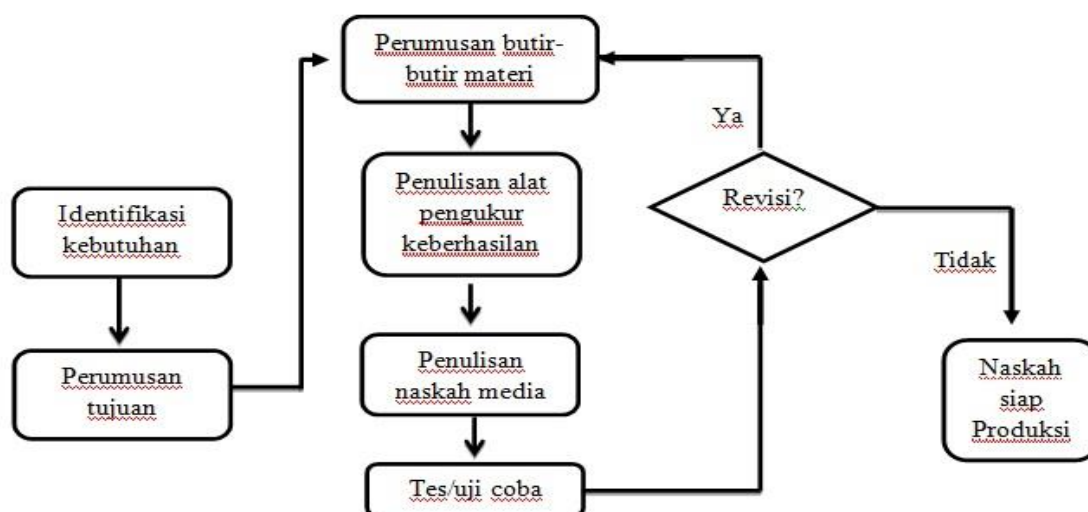 Identifikasi
kebutuhan
Perumusan
tujuan
Perumusan butir-
butir materi
Penulisan alat
pengukur
keberhasilan
Penulisan
naskah media
Tes/uji coba
Revisi?
Ya
Tidak
Naskah
siap
Produksi